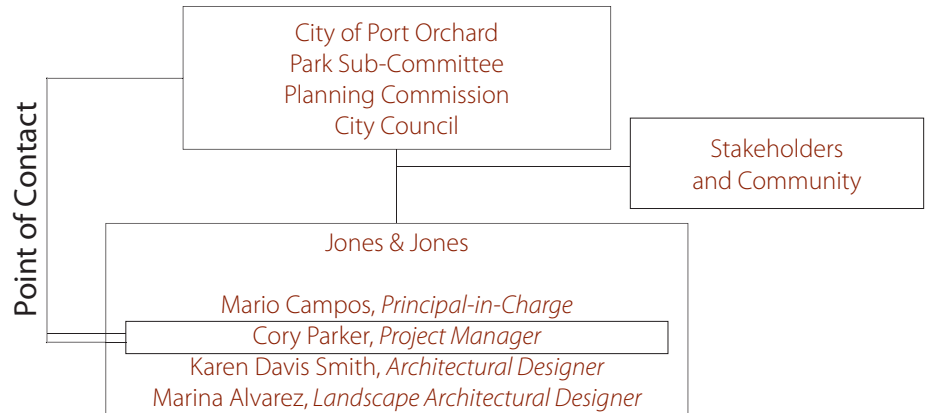 City of Port Orchard
Park Sub-Committee
Planning Commission
City Council
Stakeholders
and Community
Point of Contact
Jones & Jones
Mario Campos, Principal-in-Charge
Cory Parker, Project Manager
Karen Davis Smith, Architectural Designer
Marina Alvarez, Landscape Architectural Designer